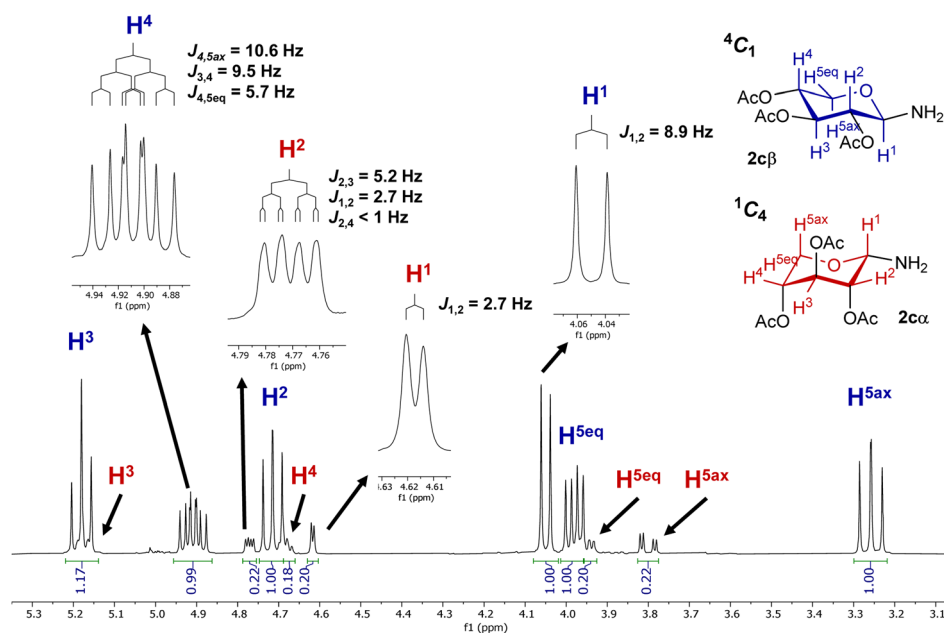 H4
J4,5ax = 10.6 Hz
J3,4 = 9.5 Hz
J4,5eq = 5.7 Hz
4.94 4.92 4.90 4.88
f1 (ppm)
H2
J2,3 = 5.2 Hz
J1,2 = 2.7 Hz
J2,4 < 1 Hz
4.79 4.78 4.77 4.76
f1 (ppm)
H1
J1,2 = 2.7 Hz
4.63 4.62 4.61
f1 (ppm)
H1
J1,2 = 8.9 Hz
4.06 4.04
f1 (ppm)
4C1
H4
H5eq
H2
AcO
O
NH2
AcO
H5ax
H3
AcO
H1
2cβ
1C4
H5ax
H1
OAc
H5eq
O
NH2
H4
H2
H3
AcO
OAc
2cα
H3
H3
H2
H4
H5eq
H5eq
H5ax
H5ax
1.17
0.99
0.22
1.00
0.18
0.20
1.00
1.00
0.20
0.22
1.00
5.3 5.2 5.1 5.0 4.9 4.8 4.7 4.6 4.5 4.4 4.3 4.2 4.1 4.0 3.9 3.8 3.7 3.6 3.5 3.4 3.3 3.2 3.1
f1 (ppm)